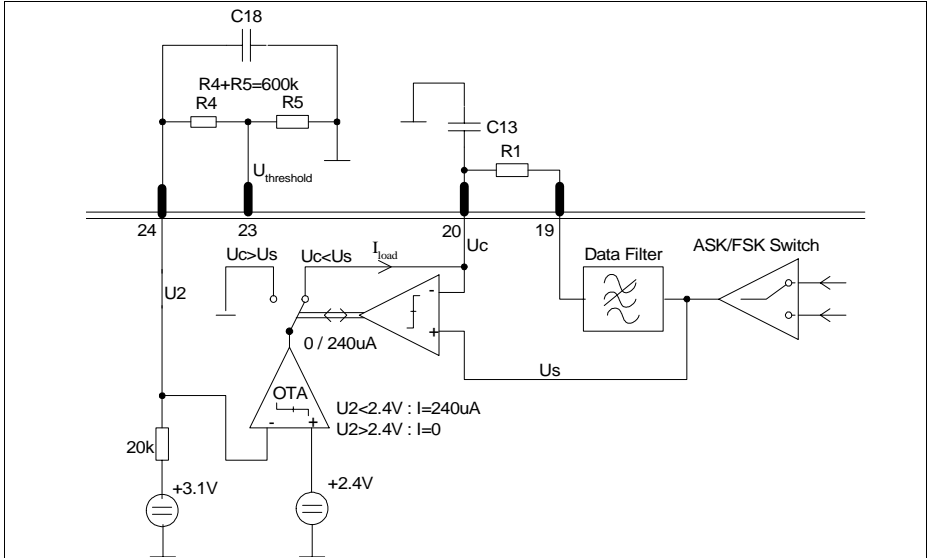 C18
R4+R5=600k
R4
R5
C13
R1
Uthreshold
24
23
20
19
Uc
ASK/FSK Switch
Uc>Us
Uc<Us
Iload
Data Filter
U2
-
+
0 / 240uA
Us
OTA
U2<2.4V : I=240uA
U2>2.4V : I=0
-
+
20k
+3.1V
+2.4V